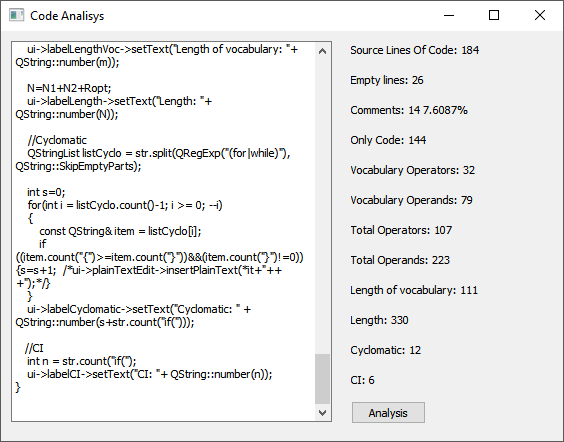 Code Analisys
ui->labelLengthVoc->setText("Length of vocabulary: "+
QString::number(m));
N=N1+N2+Ropt;
ui->labelLength->setText("Length: "+
QString::number(N));
//Cyclomatic
QStringList listCyclo = str.split(QRegExp("(for|while)"),
QString::SkipEmptyParts);
int s=0;
for(int i = listCyclo.count()-1; i >= 0; --i)
{
const QString& item = listCyclo[i];
if
((item.count("{")>=item.count("}"))&&(item.count("}")!=0))
{s=s+1; /*ui->plainTextEdit->insertPlainText(*it+"++
+");*/}
}
ui->labelCyclomatic->setText("Cyclomatic: " +
QString::number(s+str.count("if(")));
//CI
int n = str.count("if(");
ui->labelCI->setText("CI: "+ QString::number(n));
}
Source Lines Of Code: 184
Empty lines: 26
Comments: 14 7.6087%
Only Code: 144
Vocabulary Operators: 32
Vocabulary Operands: 79
Total Operators: 107
Total Operands: 223
Length of vocabulary: 111
Length: 330
Cyclomatic: 12
CI: 6
Analysis